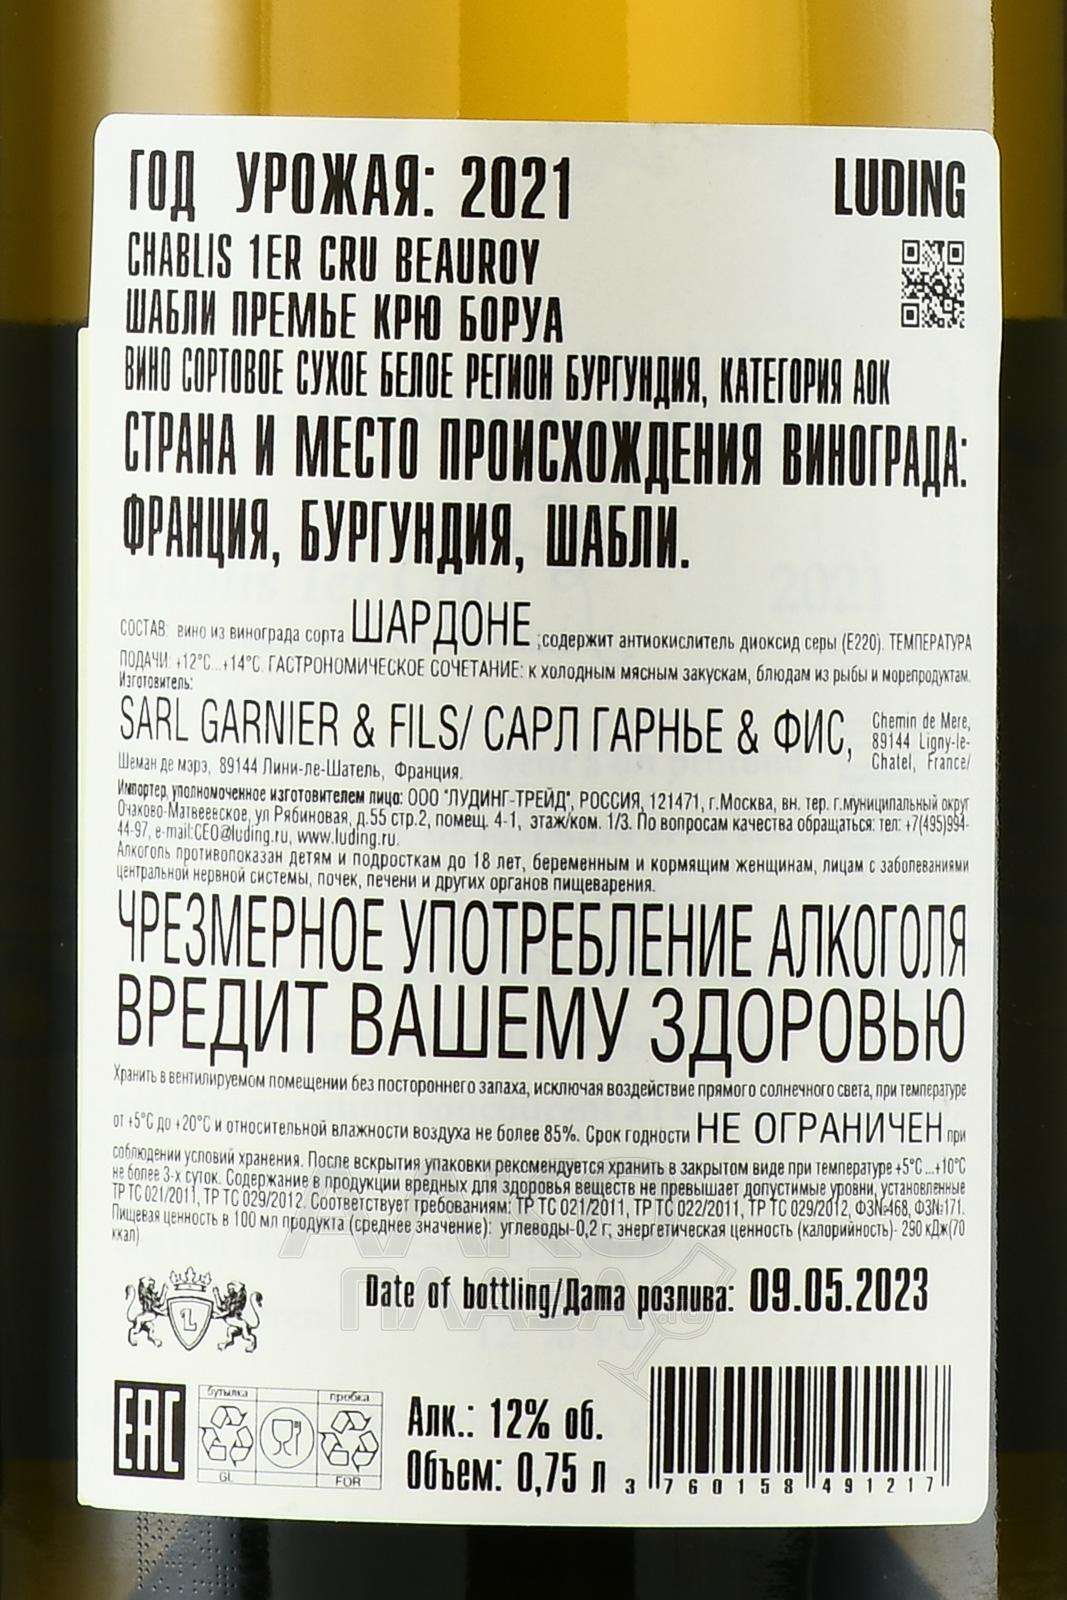 ГОД УРОЖАЯ: 2021
LUDING
CHABLIS 1ER CRU BEAUROY
ШАБЛИ ПРЕМЬЕ КРЮ БОРУА
ВИНО СОРТОВОЕ СУХОЕ БЕЛОЕ РЕГИОН БУРГУНДИЯ, КАТЕГОРИЯ АОК
СТРАНА И МЕСТО ПРОИСХОЖДЕНИЯ ВИНОГРАДА:
ФРАНЦИЯ, БУРГУНДИЯ, ШАБЛИ.
СОСТАВ: вино из винограда сорта ШАРДОНЕ ;содержит антиокислитель диоксид серы (Е220). ТЕМПЕРАТУРА
ПОДАЧИ: +12°С...+14°С. ГАСТРОНОМИЧЕСКОЕ СОЧЕТАНИЕ: к холодным мясным закускам, блюдам из рыбы и морепродуктам.
Изготовитель:
SARL GARNIER & FILS/ САРЛ ГАРНЬЕ & ФИС,
Chemin de Mere,
89144 Ligny-le-
Chatel, France/
Шеман де мэрэ, 89144 Лини-ле-Шатель, Франция.
Импортер, уполномоченное изготовителем лицо: ООО "ЛУДИНГ-ТРЕЙД", РОССИЯ, 121471, г.Москва, вн. тер. г.муниципальный округ
Очаково-Матвеевское, ул Рябиновая, д.55 стр.2, помещ. 4-1, этаж/ком. 1/3. По вопросам качества обращаться: тел: +7(495)994-
44-97, e-mail:CEO@luding.ru, www.luding.ru.
Алкоголь противопоказан детям и подросткам до 18 лет, беременным и кормящим женщинам, лицам с заболеваниями
центральной нервной системы, почек, печени и других органов пищеварения.
ЧРЕЗМЕРНОЕ УПОТРЕБЛЕНИЕ АЛКОГОЛЯ
ВРЕДИТ ВАШЕМУ ЗДОРОВЬЮ
Хранить в вентилируемом помещении без постороннего запаха, исключая воздействие прямого солнечного света, при температуре
от +5°С до +20°С и относительной влажности воздуха не более 85%. Срок годности НЕ ОГРАНИЧЕН при
соблюдении условий хранения. После вскрытия упаковки рекомендуется хранить в закрытом виде при температуре +5°С...+10°С
не более 3-х суток. Содержание в продукции вредных для здоровья веществ не превышает допустимые уровни, установленные
ТР ТС 021/2011, ТР ТС 029/2012. Соответствует требованиям: ТР ТС 021/2011, ТР ТС 022/2011, ТР ТС 029/2012, ФЗ№468, ФЗ№171.
Пищевая ценность в 100 мл продукта (среднее значение): углеводы-0,2 г; энергетическая ценность (калорийность)- 290 кДж(70
ккал).
АЛКО
ПЛАЗА.ru
Date of bottling/Дата розлива: 09.05.2023
L
EAC
бутылка
GL
пробка
FOR
Алк.: 12% об.
Объем: 0,75 л
3 760158 491217